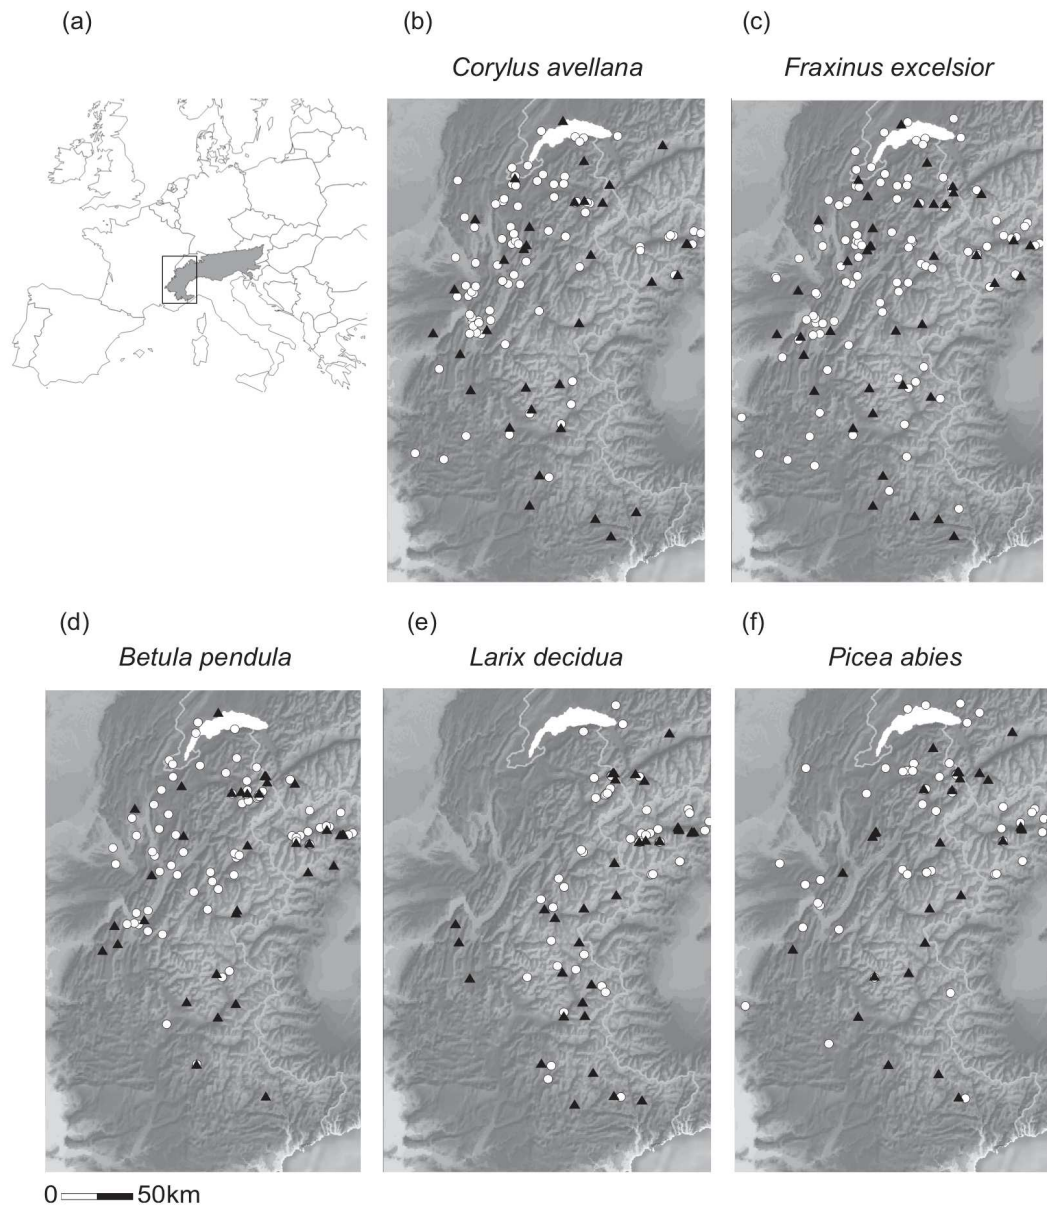 (a)
(b)
(c)
Corylus avellana
Fraxinus excelsior
(d)
(e)
(f)
Betula pendula
Larix decidua
Picea abies
0 50km